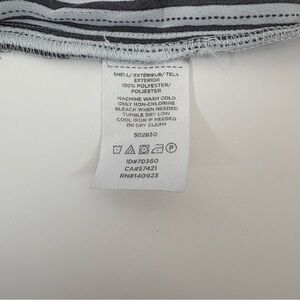 SHELL/ EXTÉRIEUR/ TELA
EXTERIOR
100% POLYESTER/
POLIÉSTER
MACHINE WASH COLD
ONLY NON-CHLORINE
BLEACH WHEN NEEDED
TUMBLE DRY LOW
COOL IRON IF NEEDED
OR DRY CLEAN
502830
P
ID#70360
CA#57421
RN#140923